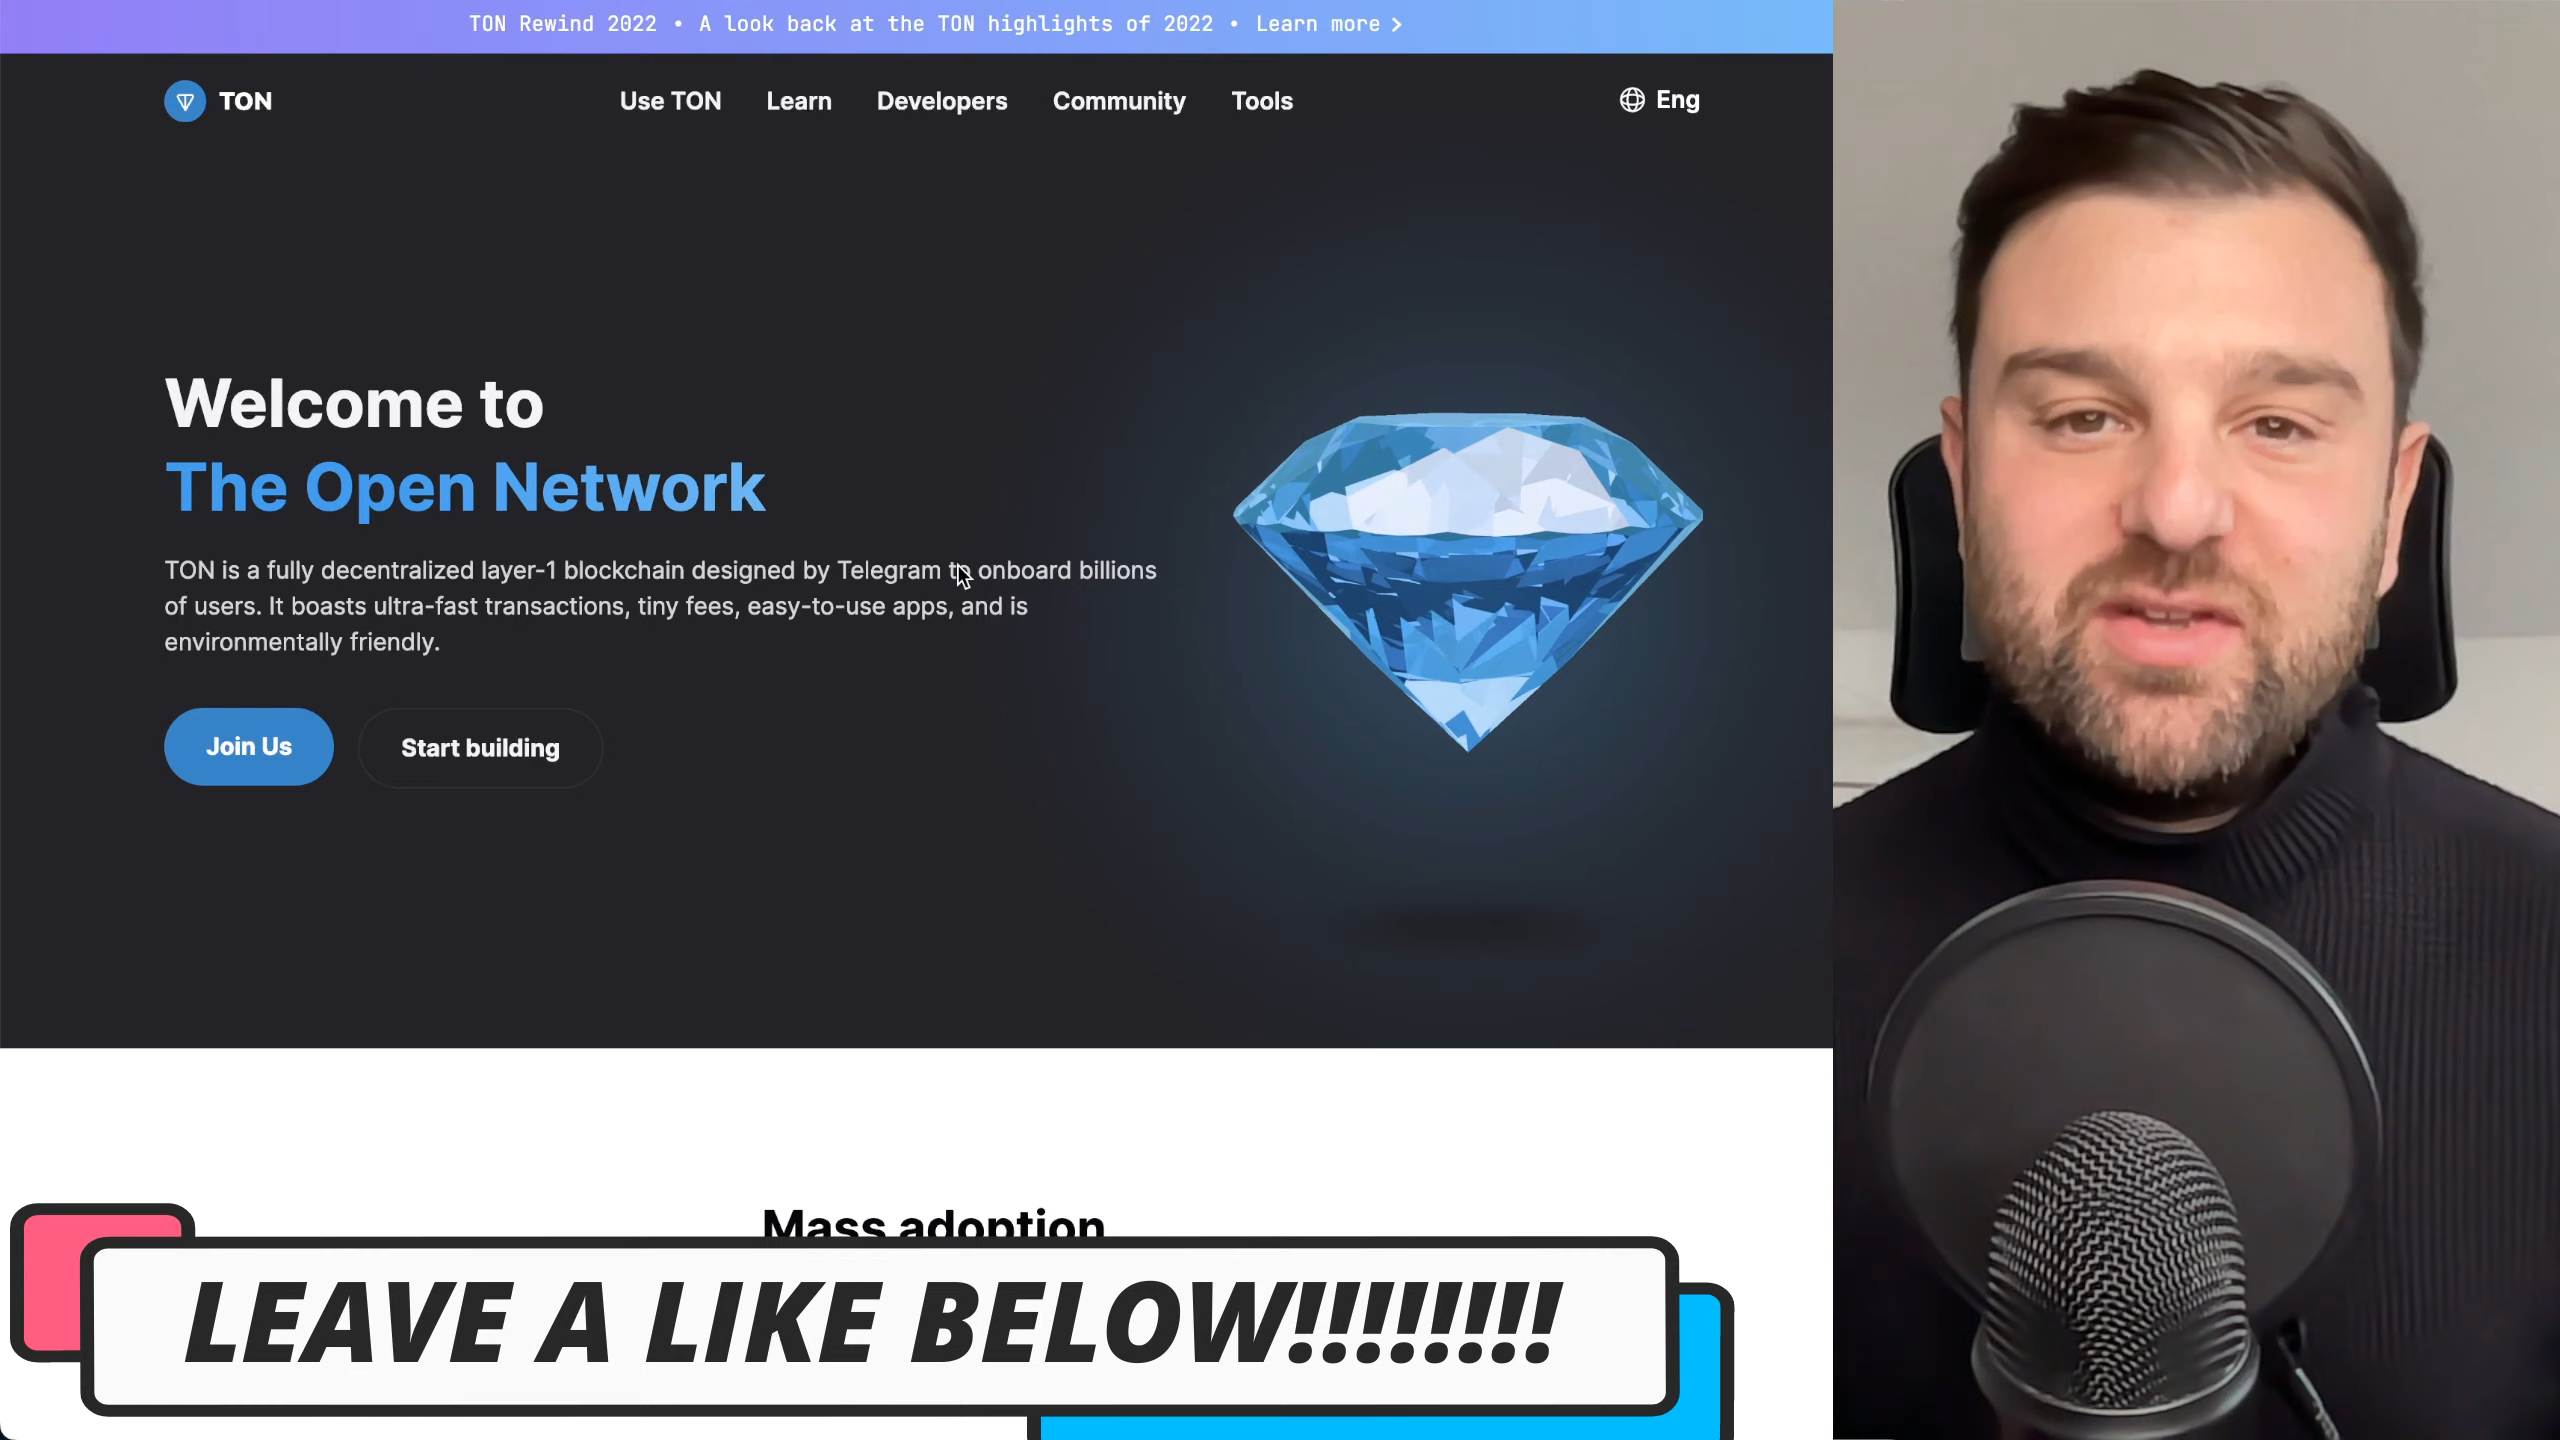 TON Rewind 2022 • A look back at the TON highlights of 2022 • Learn more >
TON
Use TON Learn Developers Community Tools
Eng
Welcome to
The Open Network
TON is a fully decentralized layer-1 blockchain designed by Telegram to onboard billions
of users. It boasts ultra-fast transactions, tiny fees, easy-to-use apps, and is
environmentally friendly.
Join Us
Start building
Mass adoption
LEAVE A LIKE BELOW!!!!!!!!